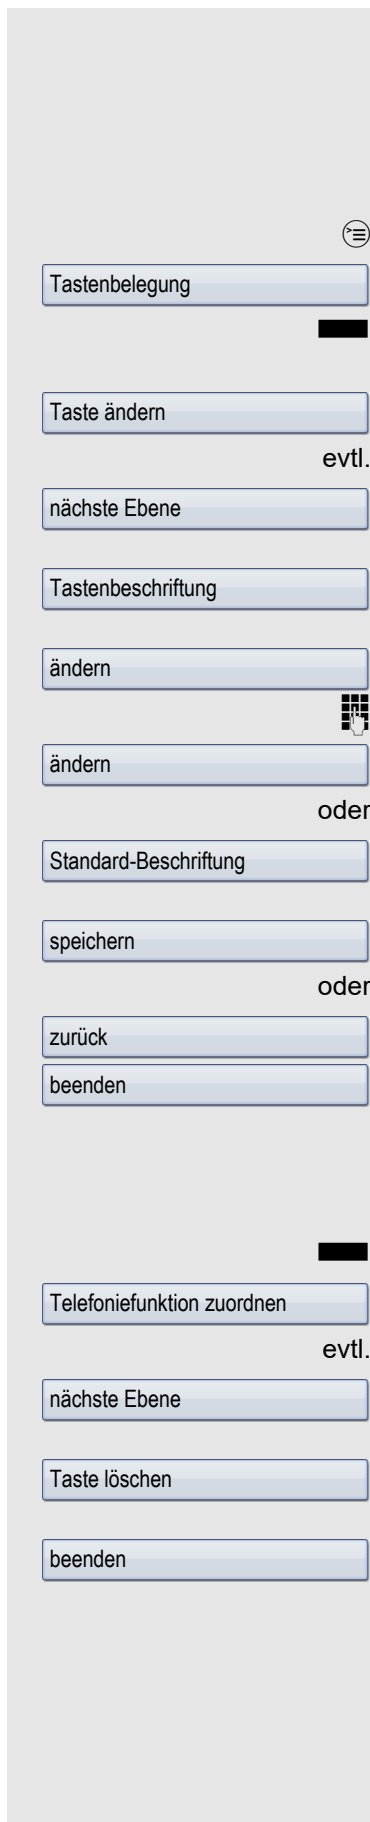 Tastenbelegung
Taste ändern
evtl.
nächste Ebene
Tastenbeschriftung
ändern
ändern
oder
Standard-Beschriftung
speichern
oder
zurück
beenden
Telefoniefunktion zuordnen
evtl.
nächste Ebene
Taste löschen
beenden